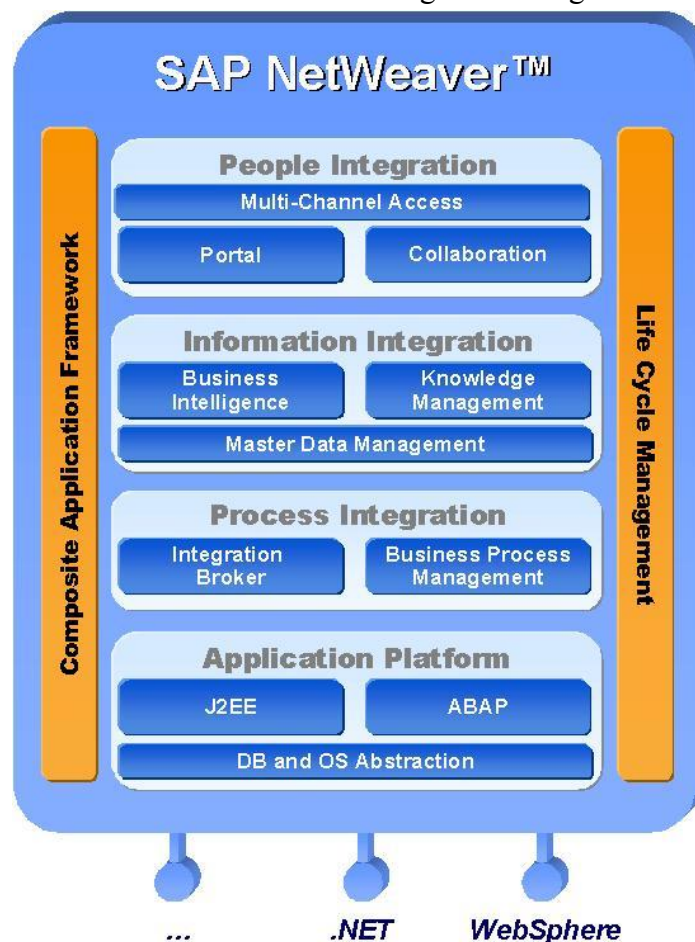 SAP NetWeaver™
Composite Application Framework
People Integration
Multi-Channel Access
Portal
Collaboration
Information Integration
Business
Intelligence
Knowledge
Management
Master Data Management
Process Integration
Integration
Broker
Business Process
Management
Application Platform
J2EE
ABAP
DB and OS Abstraction
Life Cycle Management
...
.NET
WebSphere